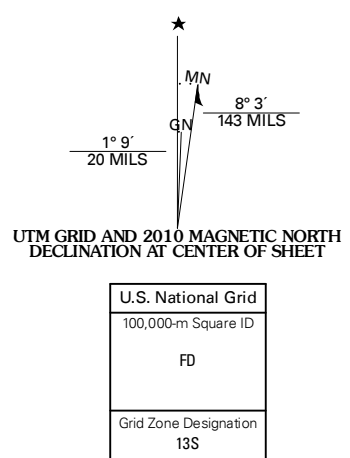 ★
MN
8° 3´
143 MILS
GN
1° 9´
20 MILS
UTM GRID AND 2010 MAGNETIC NORTH
DECLINATION AT CENTER OF SHEET
U.S. National Grid
100,000-m Square ID
FD
Grid Zone Designation
13S